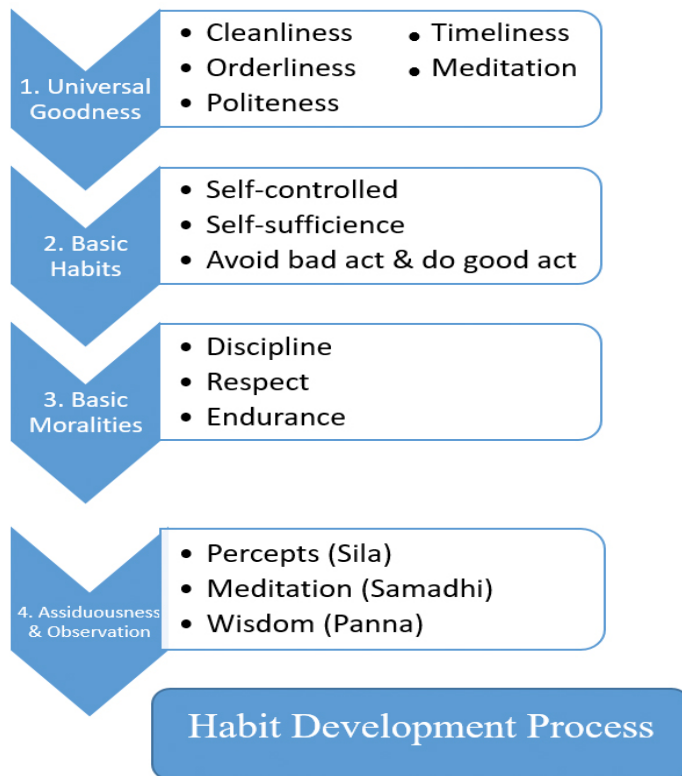 1. Universal
Goodness
• Cleanliness
• Orderliness
• Politeness
• Timeliness
• Meditation
2. Basic
Habits
• Self-controlled
• Self-sufficience
• Avoid bad act & do good act
3. Basic
Moralities
• Discipline
• Respect
• Endurance
4. Assiduousness
& Observation
• Percepts (Sila)
• Meditation (Samadhi)
• Wisdom (Panna)
Habit Development Process